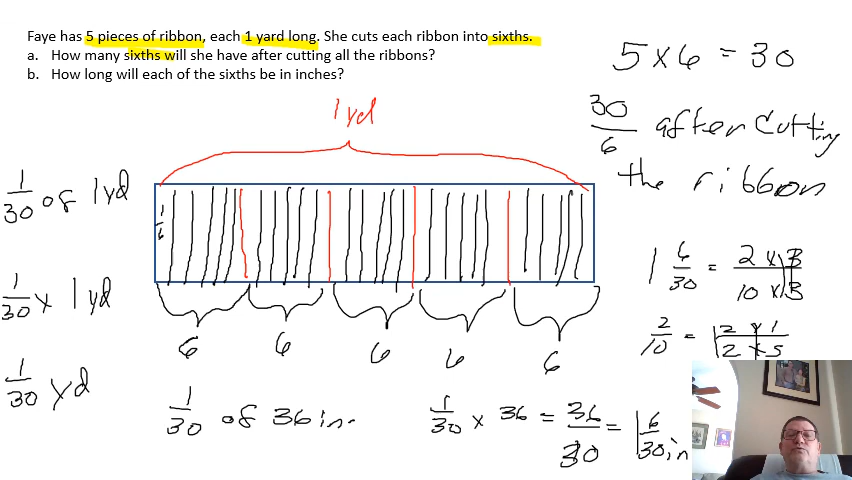 Faye has 5 pieces of ribbon, each 1 yard long. She cuts each ribbon into sixths.
a. How many sixths will she have after cutting all the ribbons?
b. How long will each of the sixths be in inches?
5 x 6 = 30
30/6 after cutting
the ribbon
1 yd
1/30 of 1 yd
1/6
1/30 x 1 yd
1 6/30 = 2 x 3 / 10 x 3
2/10 = 2 x 1 / 2 x 5
6 6 6 6 6
1/30 yd
1/30 of 36 in.
1/30 x 36 = 36/30 = 1 6/30 in